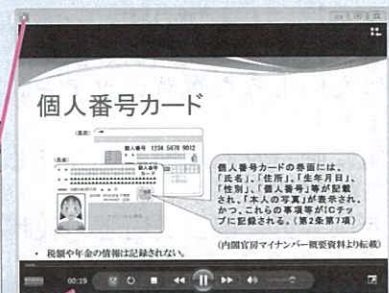 個人番号カード
(裏面)
個人番号 1234 5678 9012
(表面)
個人番号
カード
個人番号カードの券面には、
「氏名」、「住所」、「生年月日」、
「性別」、「個人番号」等が記載
され、「本人の写真」が表示され、
かつ、これらの事項等がICチッ
プに記録される。(第2条第7項)
(内閣官房マイナンバー概要資料より転載)
・ 税額や年金の情報は記録されない。
00:19